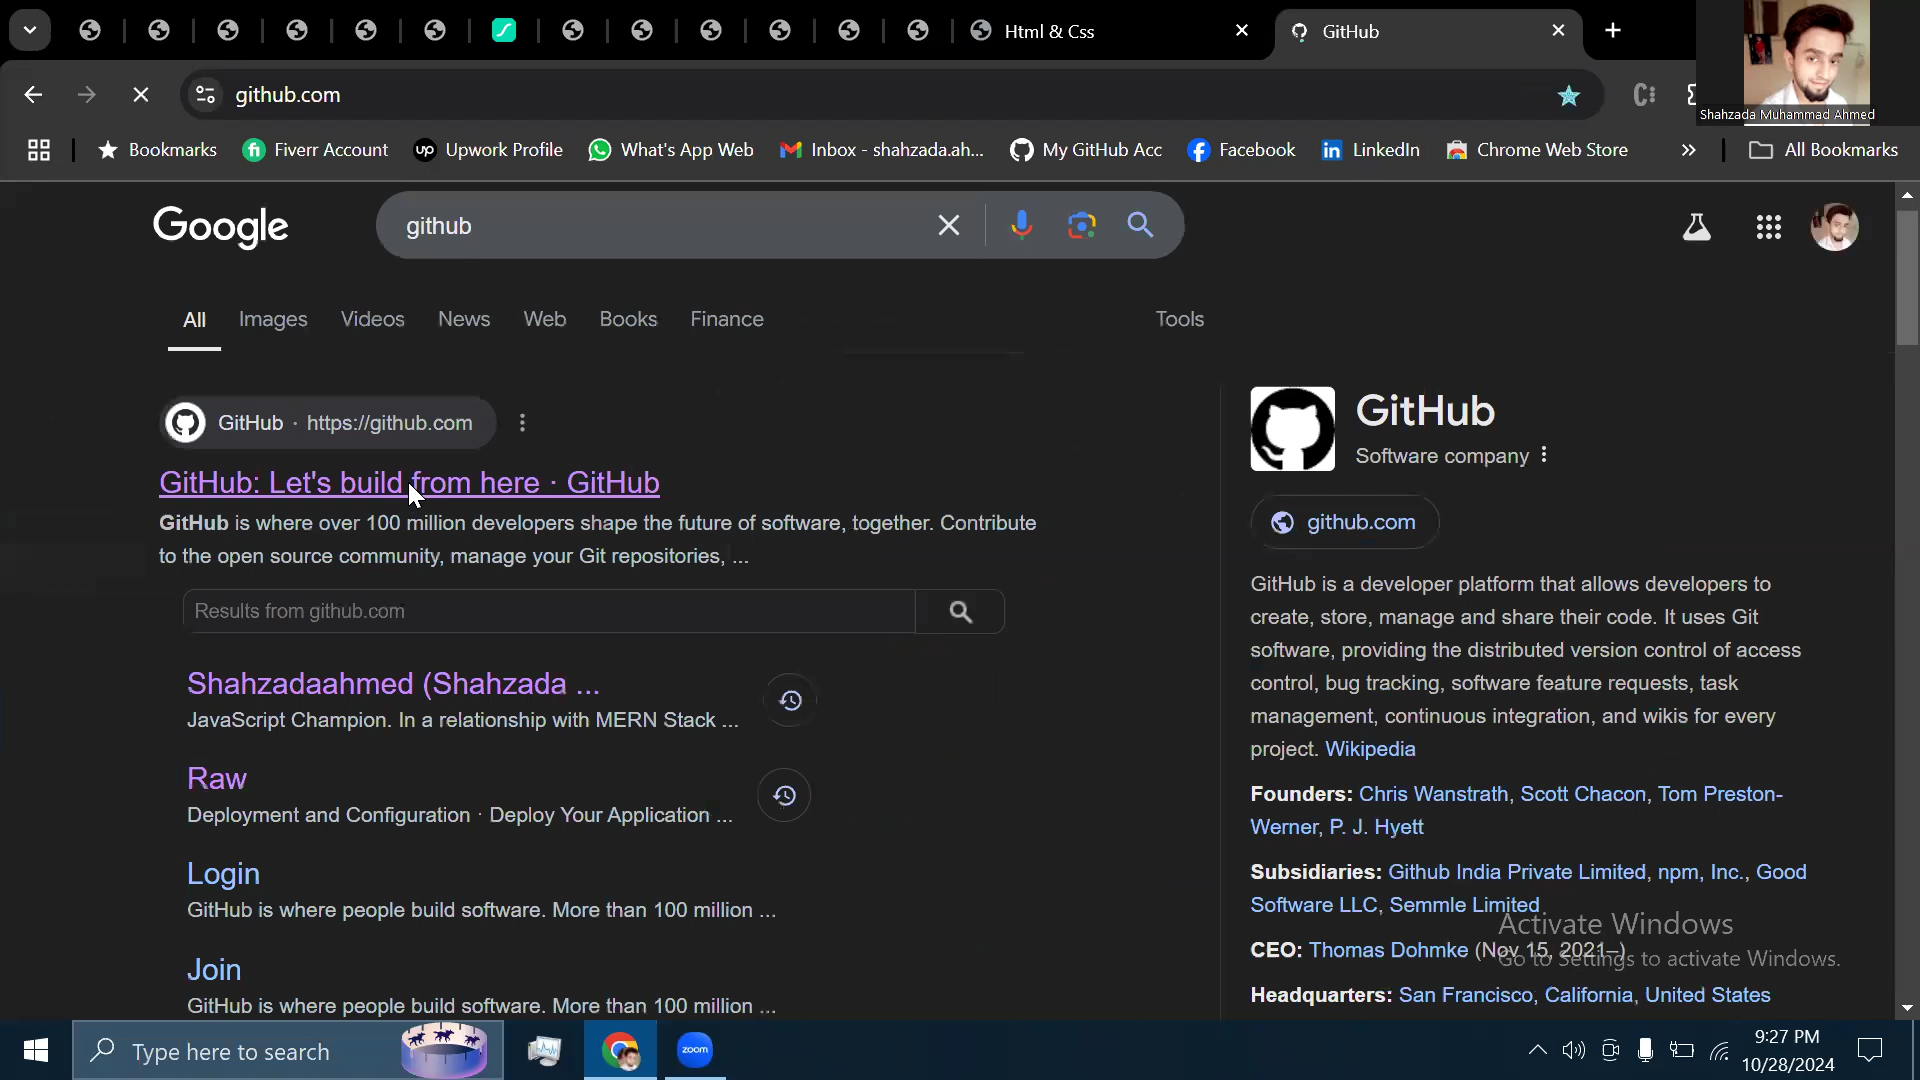 Html & Css
GitHub
github.com
Shahzada Muhammad Ahmed
Bookmarks
Fiverr Account
up
Upwork Profile
What's App Web
Inbox - shahzada.ah...
My GitHub Acc
Facebook
in
LinkedIn
Chrome Web Store
All Bookmarks
Google
github
All
Images
Videos
News
Web
Books
Finance
Tools
GitHub · https://github.com
GitHub: Let's build from here · GitHub
GitHub is where over 100 million developers shape the future of software, together. Contribute
to the open source community, manage your Git repositories, ...
Results from github.com
Shahzadaahmed (Shahzada ...
JavaScript Champion. In a relationship with MERN Stack ...
Raw
Deployment and Configuration · Deploy Your Application ...
Login
GitHub is where people build software. More than 100 million ...
Join
GitHub is where people build software. More than 100 million ...
GitHub
Software company
github.com
GitHub is a developer platform that allows developers to
create, store, manage and share their code. It uses Git
software, providing the distributed version control of access
control, bug tracking, software feature requests, task
management, continuous integration, and wikis for every
project. Wikipedia
Founders: Chris Wanstrath, Scott Chacon, Tom Preston-
Werner, P. J. Hyett
Subsidiaries: Github India Private Limited, npm, Inc., Good
Software LLC, Semmle Limited
Activate Windows
CEO: Thomas Dohmke (Nov 15, 2021–)
Go to Settings to activate Windows.
Headquarters: San Francisco, California, United States
Type here to search
zoom
9:27 PM
10/28/2024